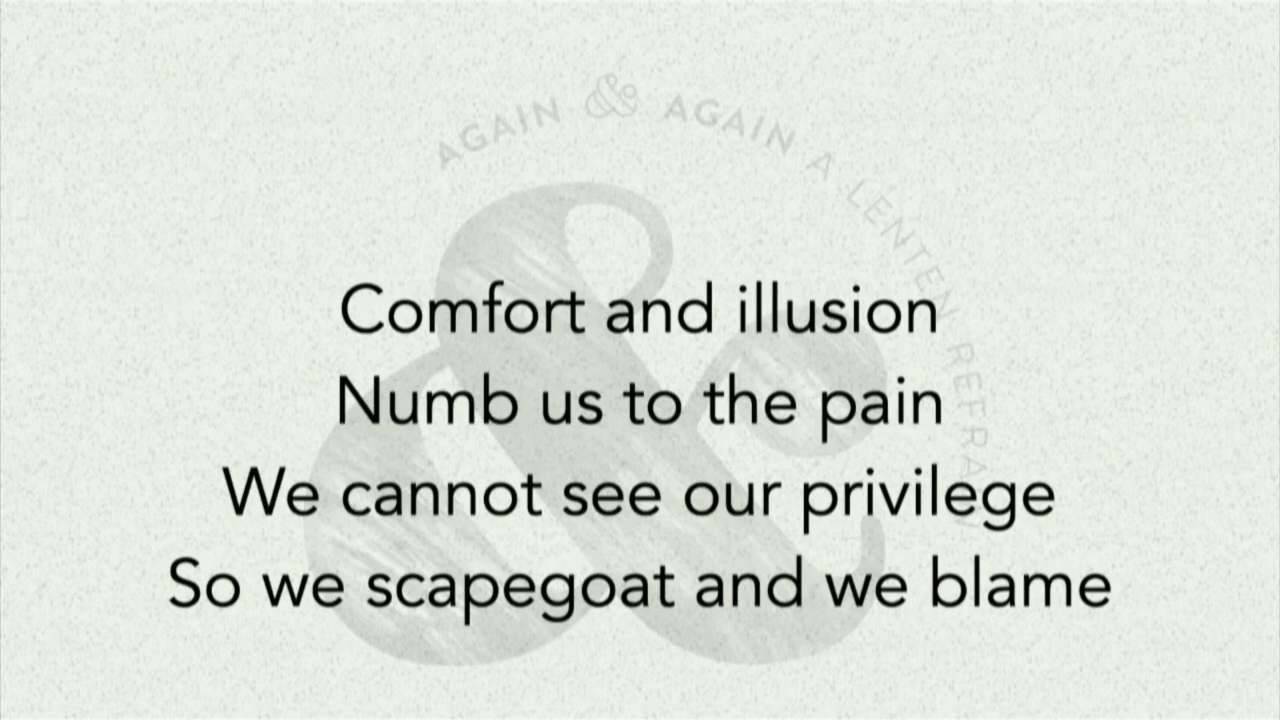 AGAIN & AGAIN A LENTEN REFRAIN
&
Comfort and illusion
Numb us to the pain
We cannot see our privilege
So we scapegoat and we blame